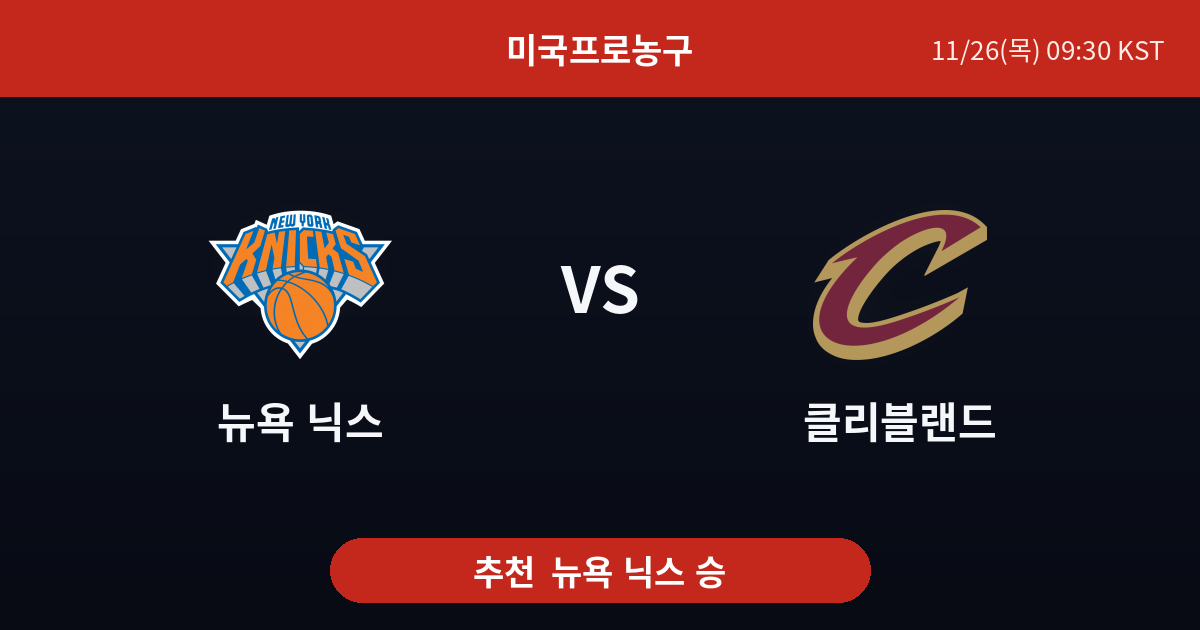 미국프로농구
11/26(목) 09:30 KST
NEW YORK
KNICKS
VS
뉴욕 닉스
클리블랜드
추천 뉴욕 닉스 승